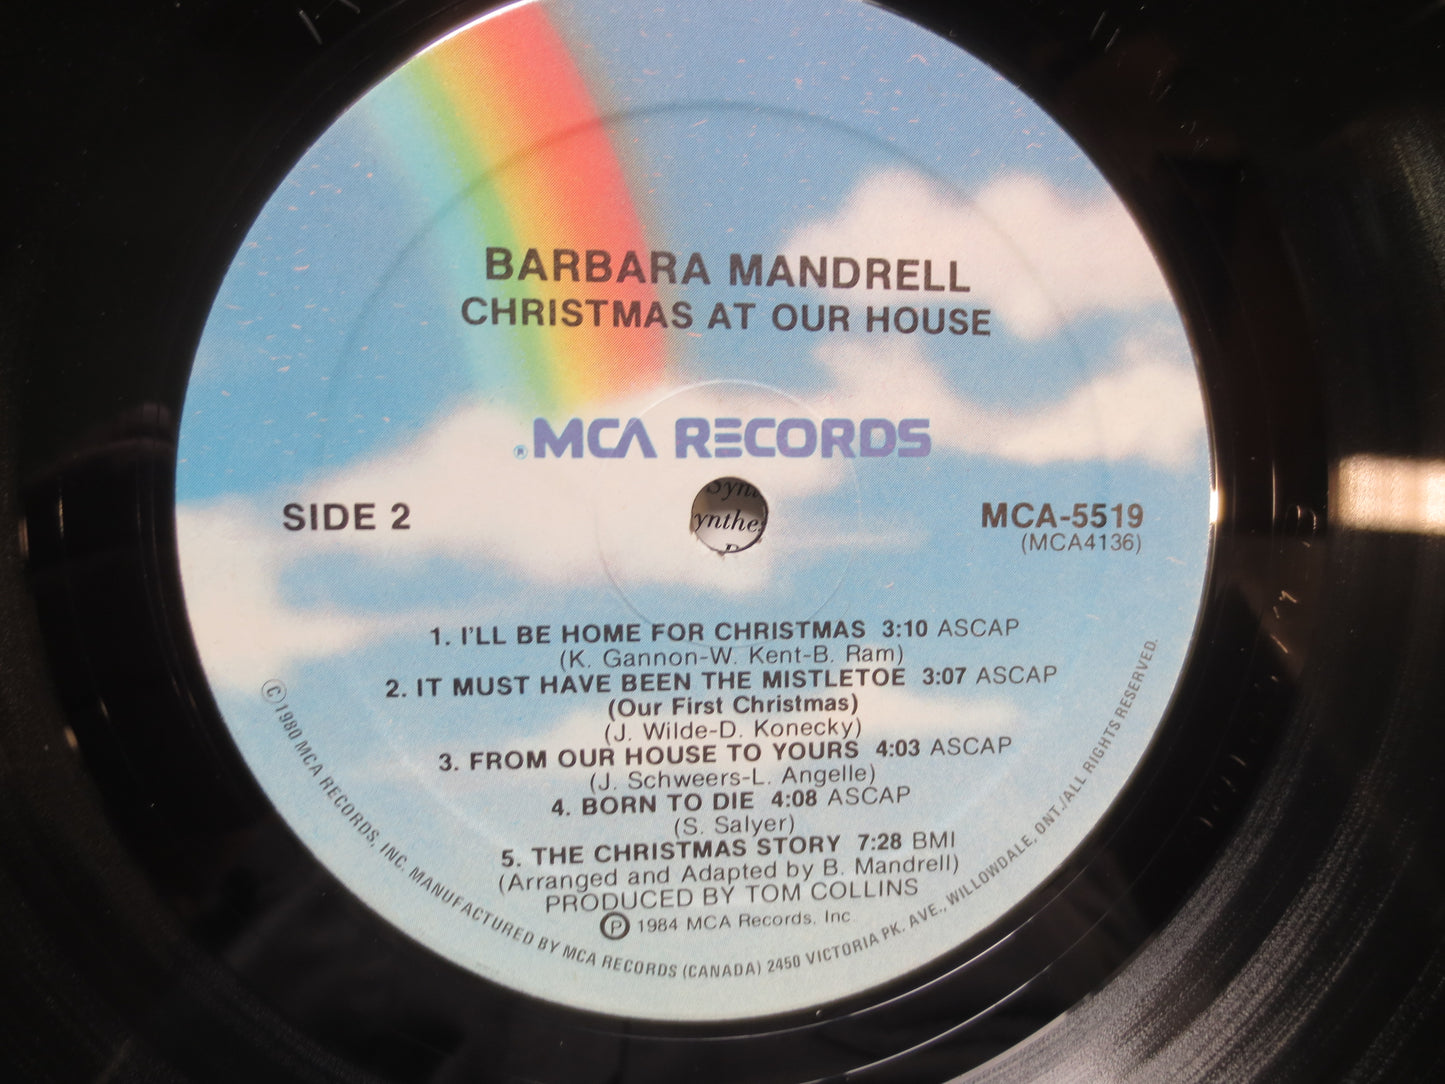 BARBARA MANDRELL
CHRISTMAS AT OUR HOUSE
® MCA RECORDS
SIDE 2
MCA-5519
(MCA4136)
ynthe
1. I'LL BE HOME FOR CHRISTMAS 3:10 ASCAP
(K. Gannon-W. Kent-B. Ram)
2. IT MUST HAVE BEEN THE MISTLETOE 3:07 ASCAP
(Our First Christmas)
(J. Wilde-D. Konecky)
3. FROM OUR HOUSE TO YOURS 4:03 ASCAP
(J. Schweers-L. Angelle)
4. BORN TO DIE 4:08 ASCAP
(S. Salyer)
5. THE CHRISTMAS STORY 7:28 BMI
(Arranged and Adapted by B. Mandrell)
PRODUCED BY TOM COLLINS
℗ 1984 MCA Records, Inc
©1980 MCA RECORDS, INC. MANUFACTURED BY MCA RECORDS (CANADA) 2450 VICTORIA PK. AVE., WILLOWDALE, ONT./ALL RIGHTS RESERVED.